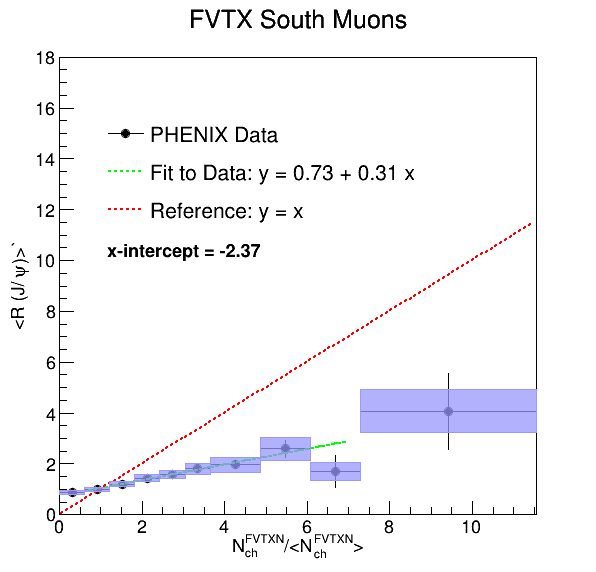 FVTX South Muons
18
16
14
12
10
8
6
4
2
0
<R (J/ψ)>`
PHENIX Data
Fit to Data: y = 0.73 + 0.31 x
Reference: y = x
x-intercept = -2.37
0 2 4 6 8 10
N_ch^FVTXN/<N_ch^FVTXN>